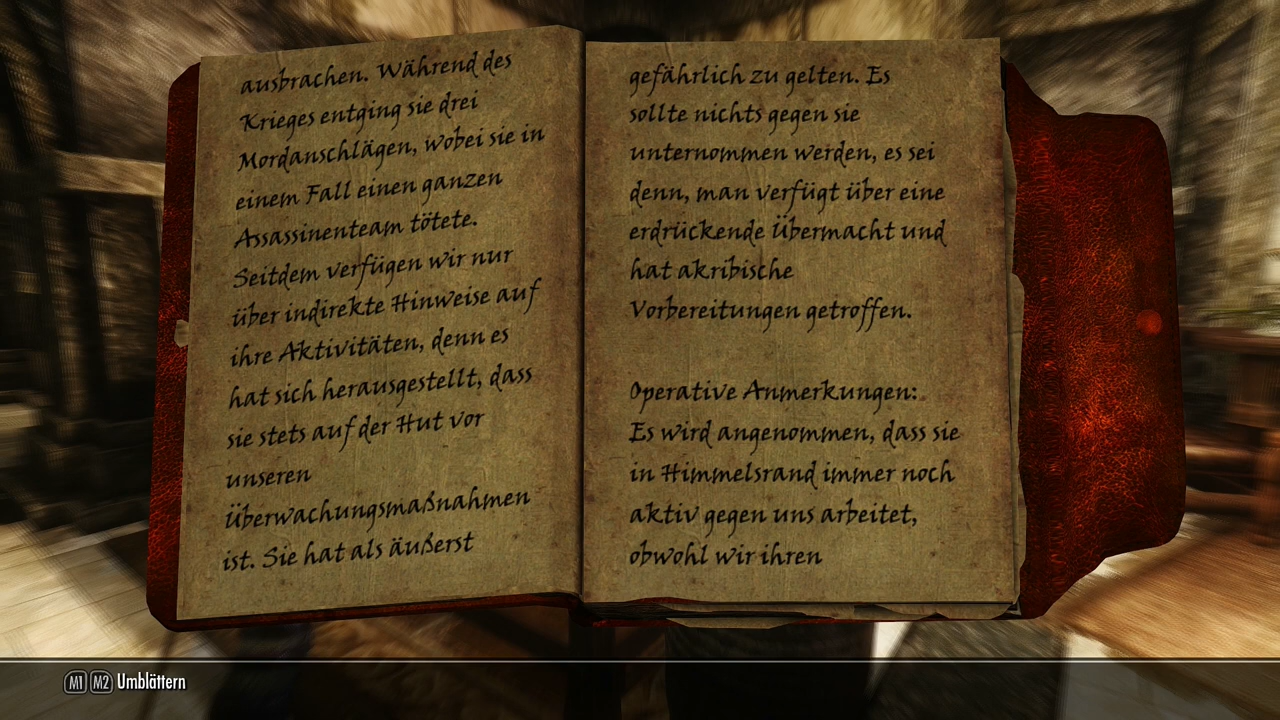 ausbrachen. Während des
Krieges entging sie drei
Mordanschlägen, wobei sie in
einem Fall einen ganzen
Assassinenteam tötete.
Seitdem verfügen wir nur
über indirekte Hinweise auf
ihre Aktivitäten, denn es
hat sich herausgestellt, dass
sie stets auf der Hut vor
unseren
Überwachungsmaßnahmen
ist. Sie hat als äußerst
gefährlich zu gelten. Es
sollte nichts gegen sie
unternommen werden, es sei
denn, man verfügt über eine
erdrückende Übermacht und
hat akribische
Vorbereitungen getroffen.
Operative Anmerkungen:
Es wird angenommen, dass sie
in Himmelsrand immer noch
aktiv gegen uns arbeitet,
obwohl wir ihren
M1 M2 Umblättern